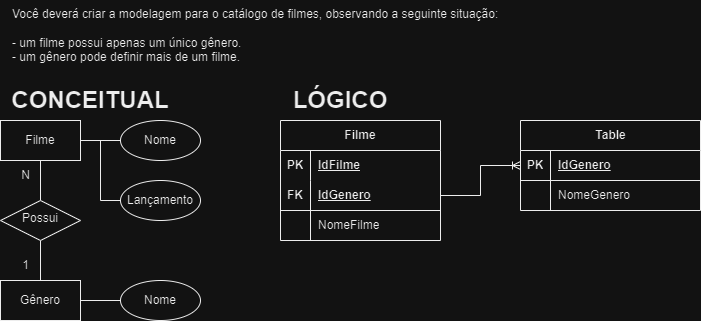 Você deverá criar a modelagem para o catálogo de filmes, observando a seguinte situação:
- um filme possui apenas um único gênero.
- um gênero pode definir mais de um filme.
CONCEITUAL
LÓGICO
Filme
Nome
N
Lançamento
Possui
1
Gênero
Nome
Filme
PK IdFilme
FK IdGenero
NomeFilme
Table
PK IdGenero
NomeGenero